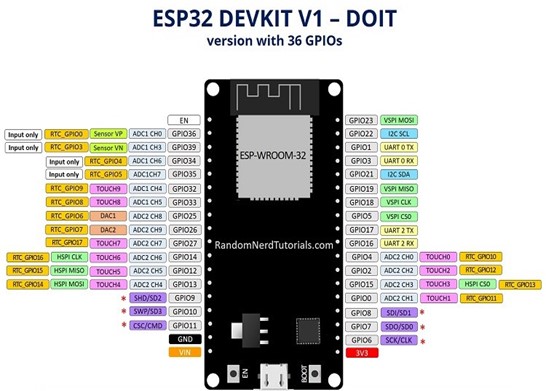 ESP32 DEVKIT V1 – DOIT
version with 36 GPIOs
EN
GPIO23 VSPI MOSI
Input only RTC_GPIO0 Sensor VP ADC1 CH0 GPIO36
GPIO22 I2C SCL
Input only RTC_GPIO3 Sensor VN ADC1 CH3 GPIO39
GPIO1 UART 0 TX
Input only RTC_GPIO4 ADC1 CH6 GPIO34
GPIO3 UART 0 RX
Input only RTC_GPIO5 ADC1CH7 GPIO35
GPIO21 I2C SDA
RTC_GPIO9 TOUCH9 ADC1 CH4 GPIO32
GPIO19 VSPI MISO
RTC_GPIO8 TOUCH8 ADC1 CH5 GPIO33
GPIO18 VSPI CLK
RTC_GPIO6 DAC1 ADC2 CH8 GPIO25
GPIO5 VSPI CS0
RTC_GPIO7 DAC2 ADC2 CH9 GPIO26
GPIO17 UART 2 TX
RTC_GPIO17 TOUCH7 ADC2 CH7 GPIO27
GPIO16 UART 2 RX
RTC_GPIO16 HSPI CLK TOUCH6 ADC2 CH6 GPIO14
GPIO4 ADC2 CH0 TOUCH0 RTC_GPIO10
RTC_GPIO15 HSPI MISO TOUCH5 ADC2 CH5 GPIO12
GPIO2 ADC2 CH2 TOUCH2 RTC_GPIO12
RTC_GPIO14 HSPI MOSI TOUCH4 ADC2 CH4 GPIO13
GPIO15 ADC2 CH3 TOUCH3 HSPI CS0 RTC_GPIO13
* SHD/SD2 GPIO9
GPIO0 ADC2 CH1 TOUCH1 RTC_GPIO11
* SWP/SD3 GPIO10
GPIO8 SDI/SD1 *
* CSC/CMD GPIO11
GPIO7 SDO/SD0 *
GND
GPIO6 SCK/CLK *
VIN
3V3
ESP-WROOM-32
RandomNerdTutorials.com
EN
BOOT